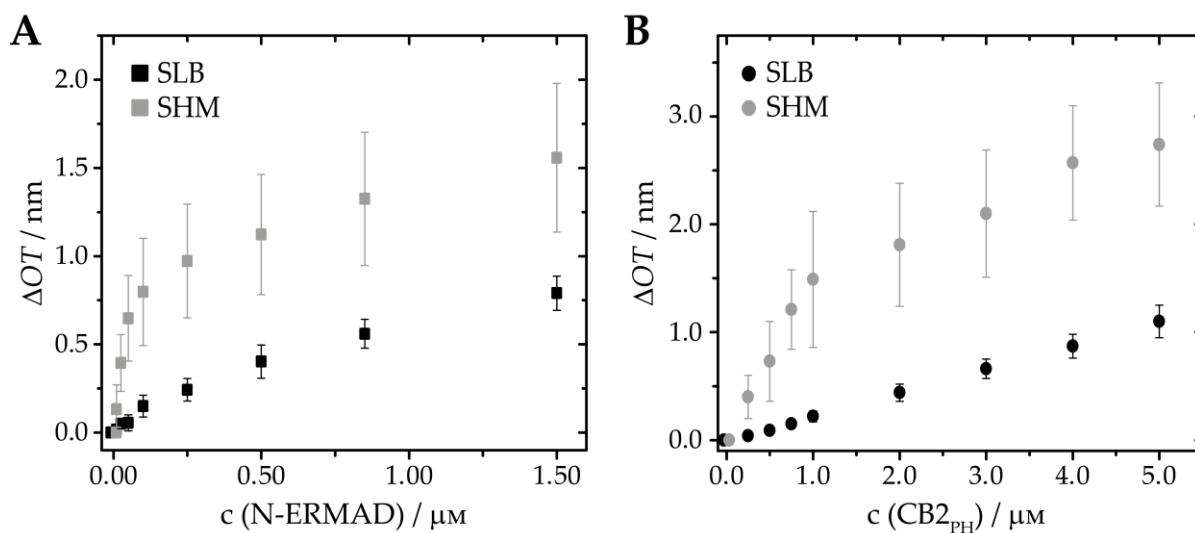 A
SLB
SHM
2.0
1.5
1.0
0.5
0.0
ΔOT / nm
0.00
0.50
1.00
1.50
c (N-ERMAD) / μM
B
SLB
SHM
3.0
2.0
1.0
0.0
ΔOT / nm
0.0
1.0
2.0
3.0
4.0
5.0
c (CB2PH) / μM